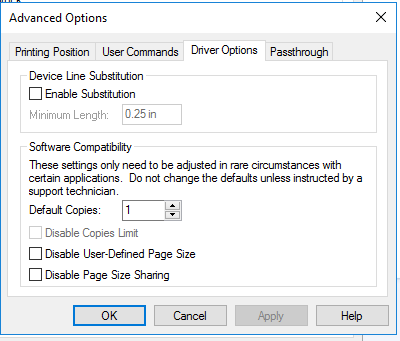 Advanced Options
Printing Position User Commands Driver Options Passthrough
Device Line Substitution
Enable Substitution
Minimum Length: 0.25 in
Software Compatibility
These settings only need to be adjusted in rare circumstances with
certain applications. Do not change the defaults unless instructed by a
support technician.
Default Copies: 1
Disable Copies Limit
Disable User-Defined Page Size
Disable Page Size Sharing
OK Cancel Apply Help